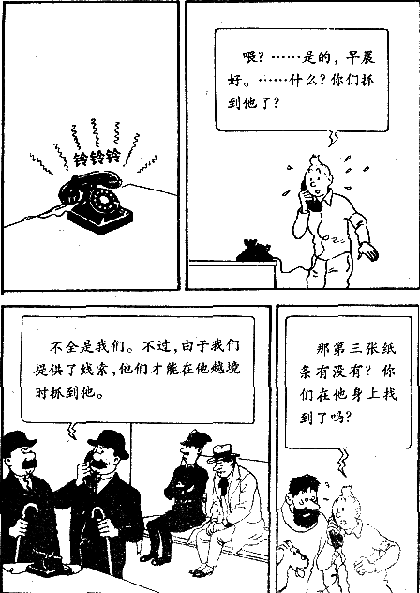 铃铃铃
喂?……是的,早晨
好。……什么?你们抓
到他了?
不全是我们。不过,由于我们
提供了线索,他们才能在他越境
时抓到他。
那第三张纸
条有没有?你
们在他身上找
到了吗?